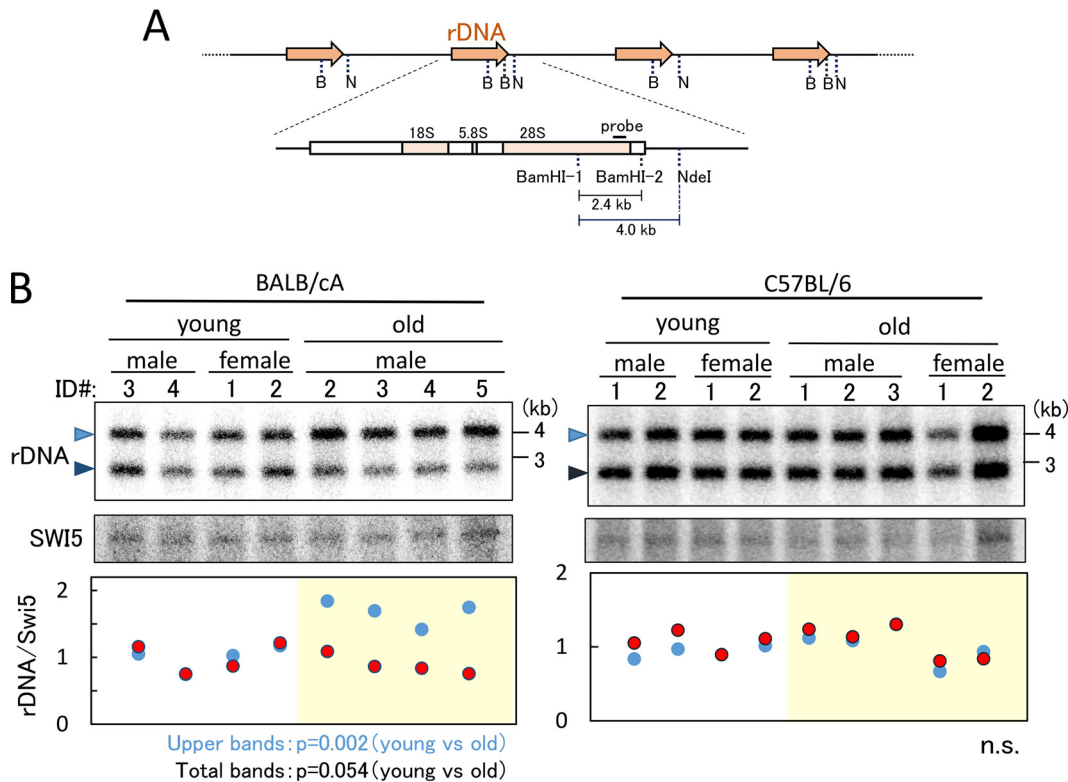 A
rDNA
B N B B N B N B B N
18S 5.8S 28S probe
BamHI-1 BamHI-2 NdeI
2.4 kb
4.0 kb
B
BALB/cA
young old
male female male
ID#: 3 4 1 2 2 3 4 5
(kb)
4
rDNA
3
SWI5
rDNA/Swi5
2
1
0
Upper bands: p=0.002 (young vs old)
Total bands: p=0.054 (young vs old)
C57BL/6
young old
male female male female
1 2 1 2 1 2 3 1 2
(kb)
4
3
2
1
0
n.s.